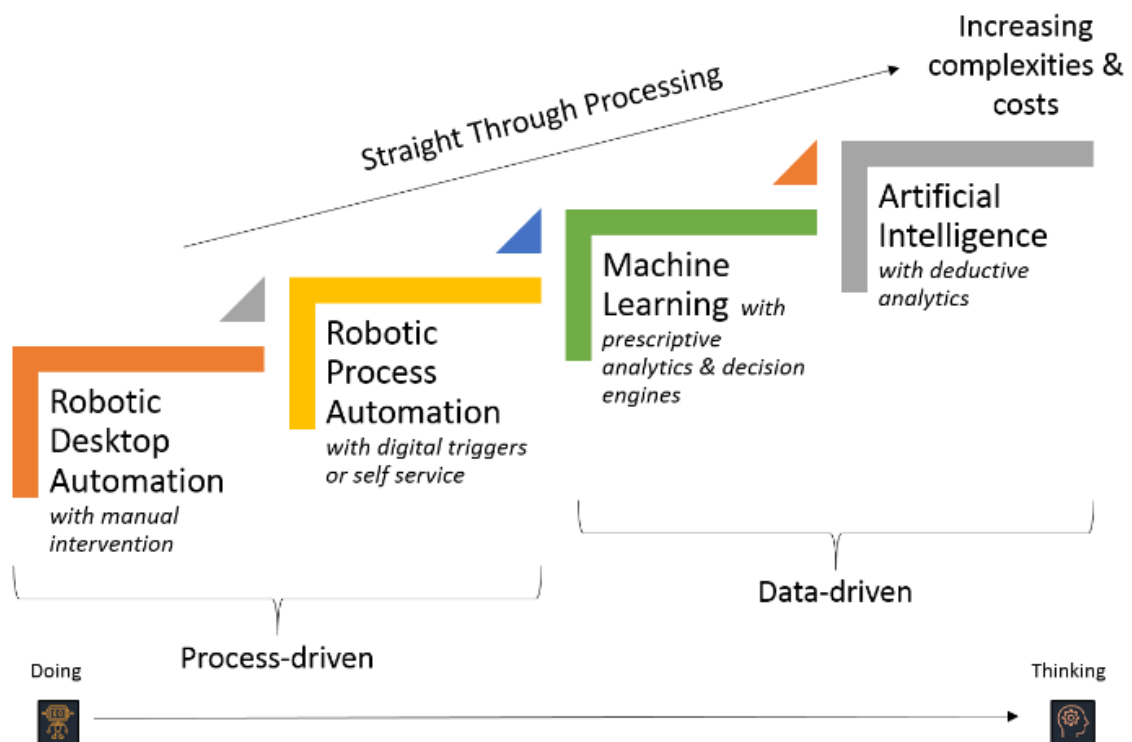 Increasing
complexities &
costs
Straight Through Processing
Artificial
Intelligence
with deductive
analytics
Machine
Learning with
prescriptive
analytics & decision
engines
Robotic
Process
Automation
with digital triggers
or self service
Robotic
Desktop
Automation
with manual
intervention
Data-driven
Process-driven
Doing
Thinking